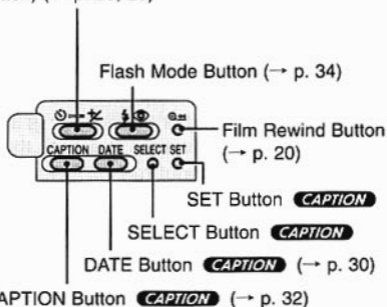 Flash Mode Button (→ p. 34)
Film Rewind Button
(→ p. 20)
CAPTION DATE SELECT SET
SET Button CAPTION
SELECT Button CAPTION
DATE Button CAPTION (→ p. 30)
APTION Button CAPTION (→ p. 32)